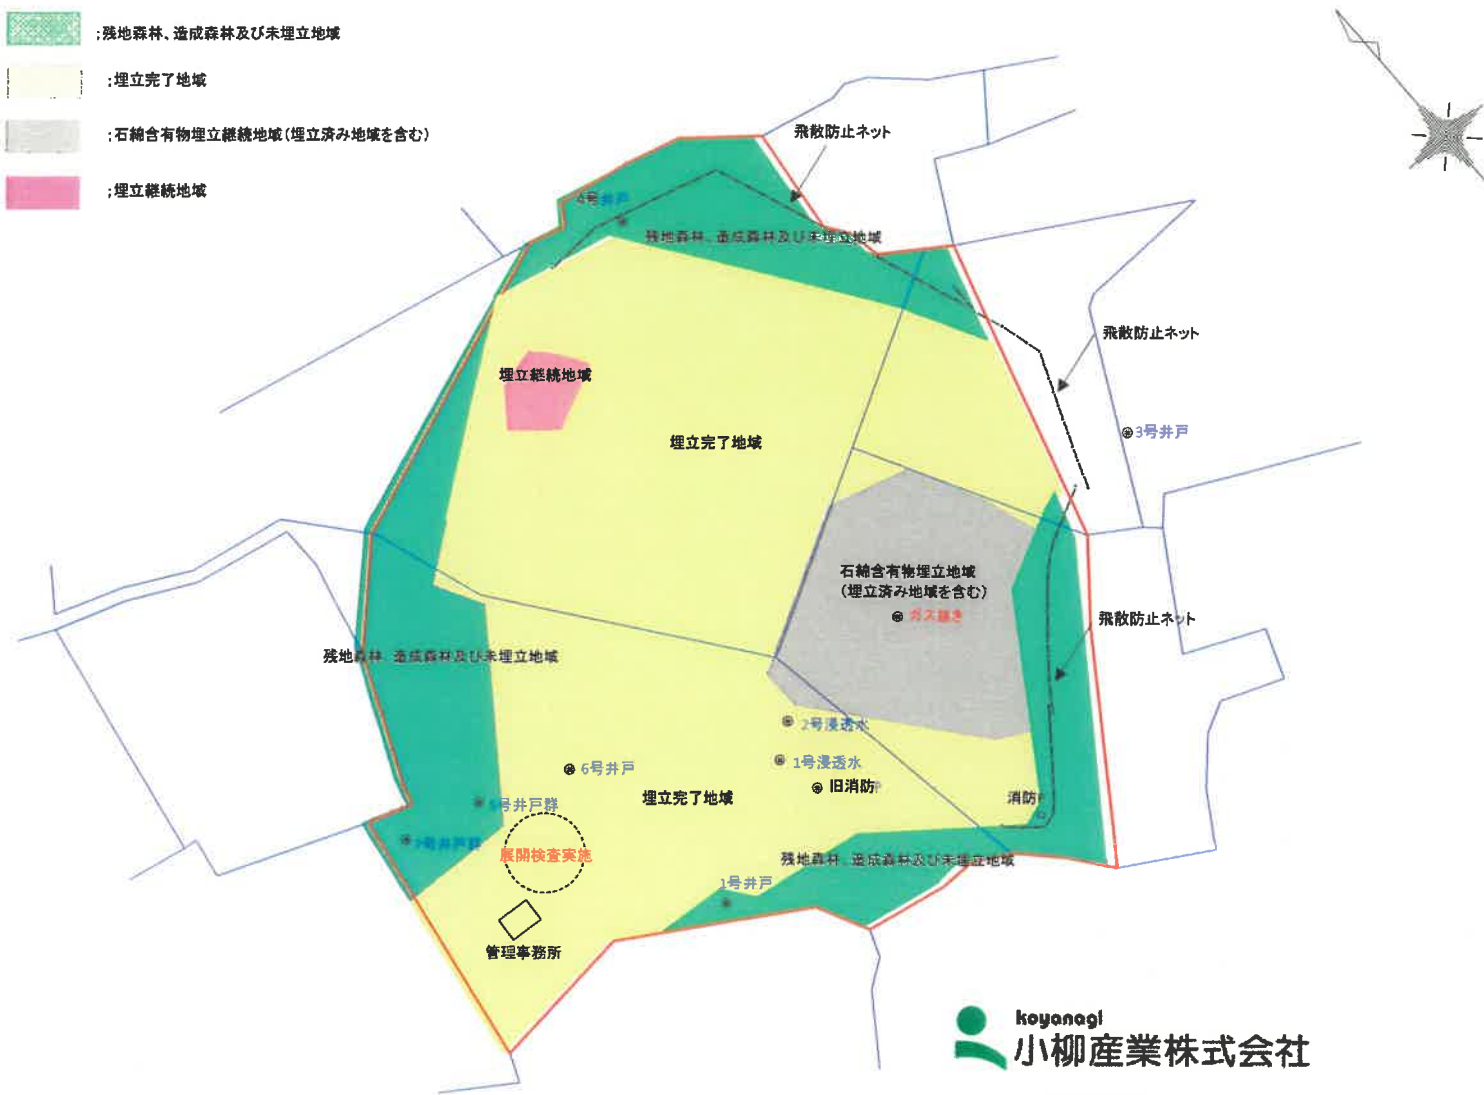 ;残地森林、造成森林及び未埋立地域
;埋立完了地域
;石綿含有物埋立継続地域(埋立済み地域を含む)
;埋立継続地域
飛散防止ネット
4号井戸
残地森林、造成森林及び未埋立地域
飛散防止ネット
埋立継続地域
3号井戸
埋立完了地域
石綿含有物埋立地域
(埋立済み地域を含む)
ガス抜き
飛散防止ネット
残地森林、造成森林及び未埋立地域
2号浸透水
1号浸透水
6号井戸
旧消防P
埋立完了地域
消防P
5号井戸群
7号井戸群
展開検査実施
残地森林、造成森林及び未埋立地域
1号井戸
管理事務所
koyanagi
小柳産業株式会社